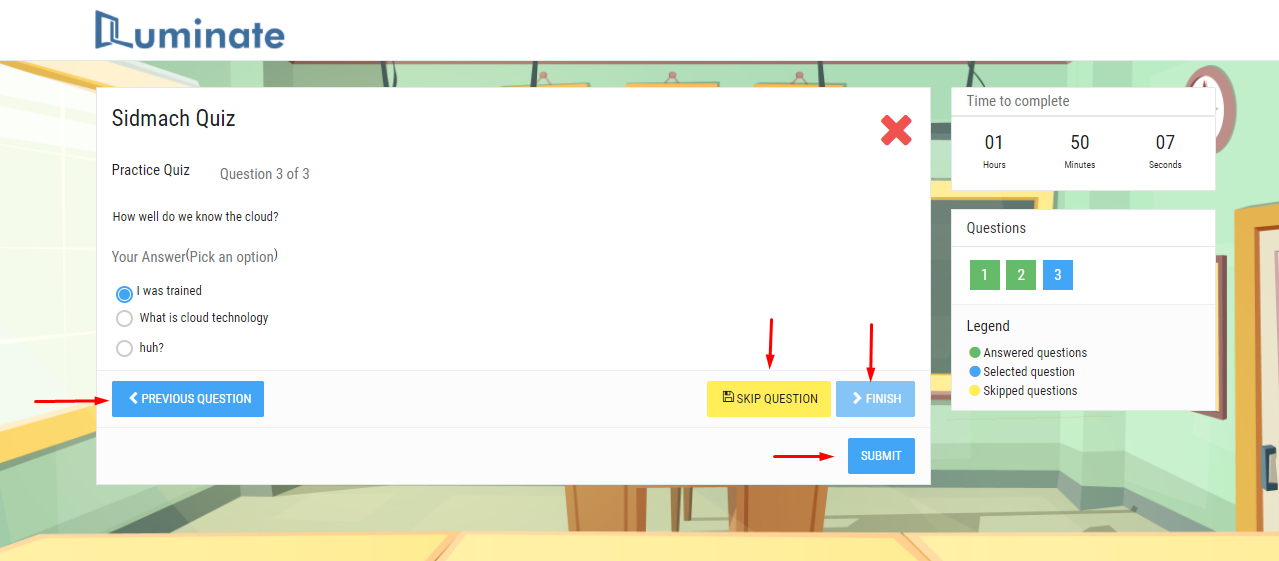 Luminate
Sidmach Quiz
Practice Quiz Question 3 of 3
How well do we know the cloud?
Your Answer(Pick an option)
I was trained
What is cloud technology
huh?
PREVIOUS QUESTION
SKIP QUESTION
FINISH
SUBMIT
Time to complete
01 50 07
Hours Minutes Seconds
Questions
1 2 3
Legend
Answered questions
Selected question
Skipped questions